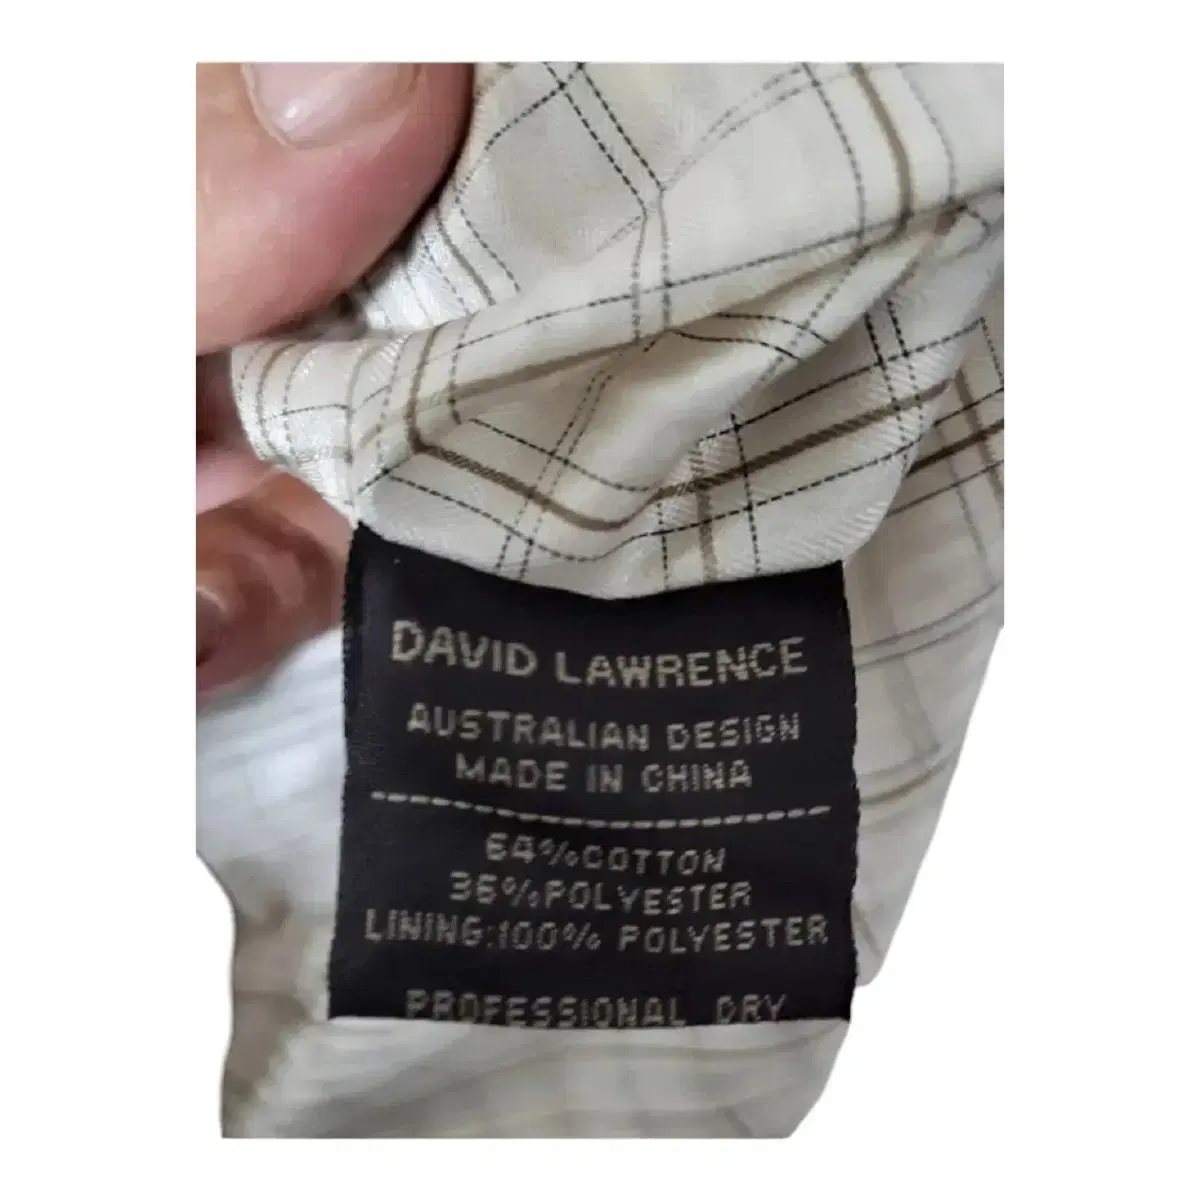 DAVID LAWRENCE
AUSTRALIAN DESIGN
MADE IN CHINA
64%COTTON
36%POLYESTER
LINING:100% POLYESTER
PROFESSIONAL DRY